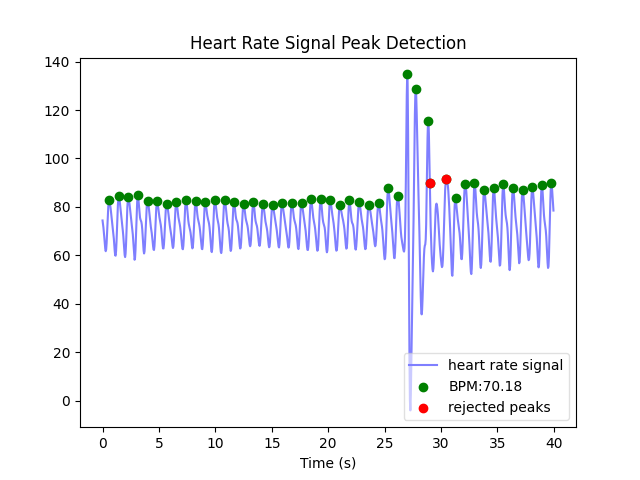 Heart Rate Signal Peak Detection
140
120
100
80
60
40
20
0
heart rate signal
BPM:70.18
rejected peaks
0 5 10 15 20 25 30 35 40
Time (s)